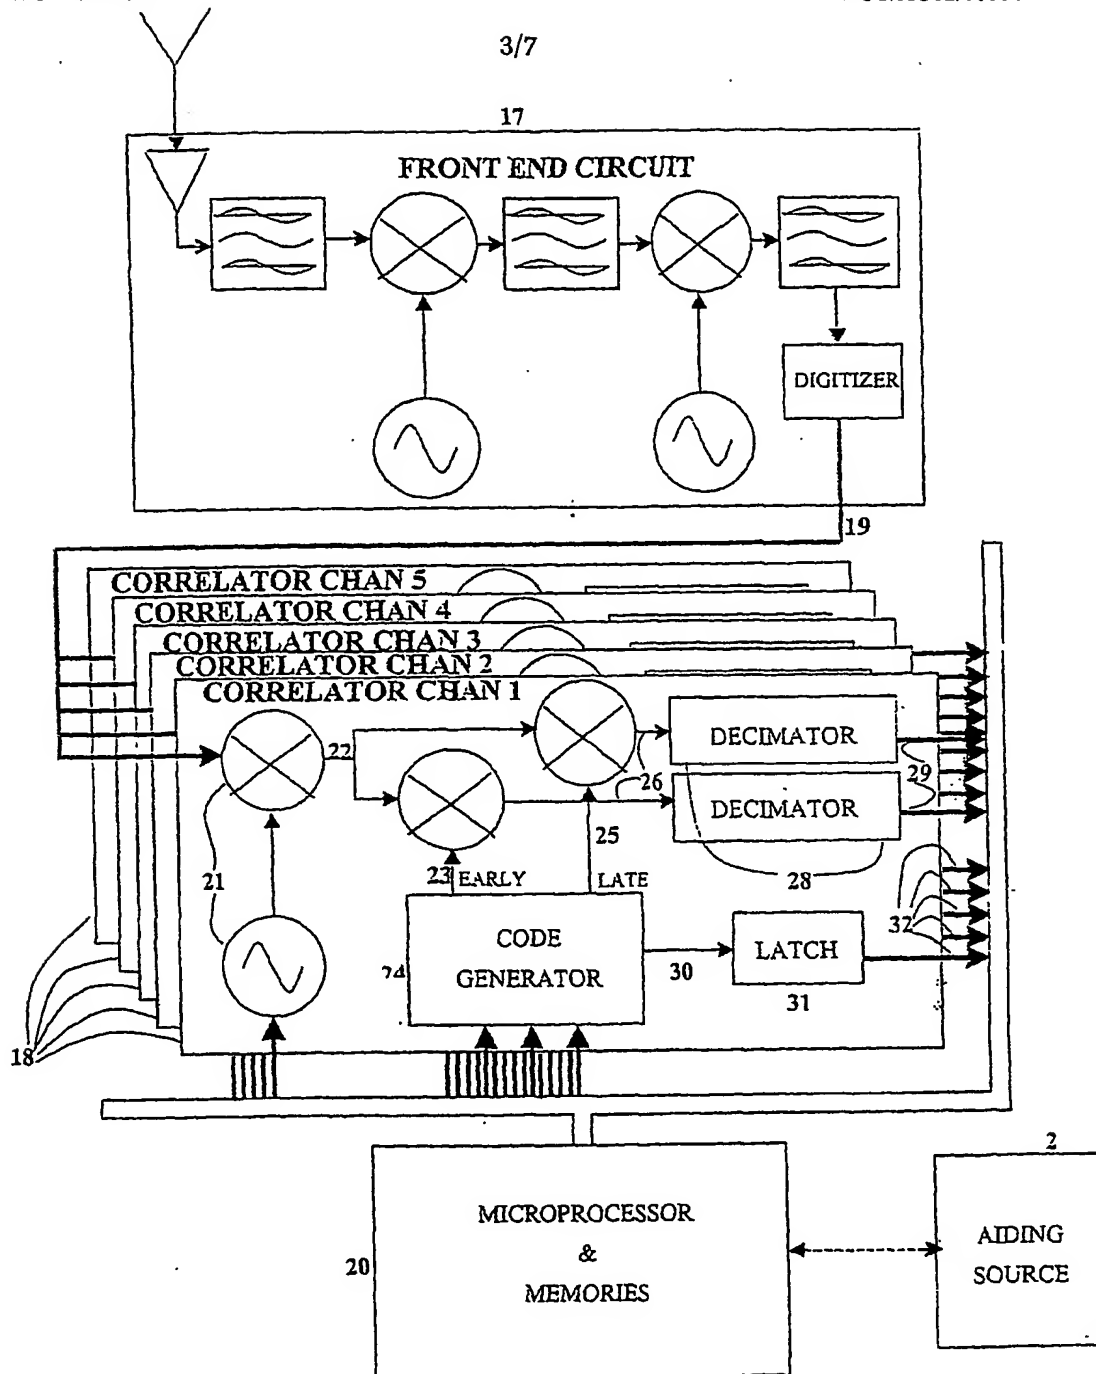 3/7
17
FRONT END CIRCUIT
DIGITIZER
19
CORRELATOR CHAN 5
CORRELATOR CHAN 4
CORRELATOR CHAN 3
CORRELATOR CHAN 2
CORRELATOR CHAN 1
22
DECIMATOR
29
26
DECIMATOR
25
21
23
EARLY
LATE
28
32
CODE
GENERATOR
24
30
LATCH
31
18
2
MICROPROCESSOR
&
MEMORIES
20
AIDING
SOURCE